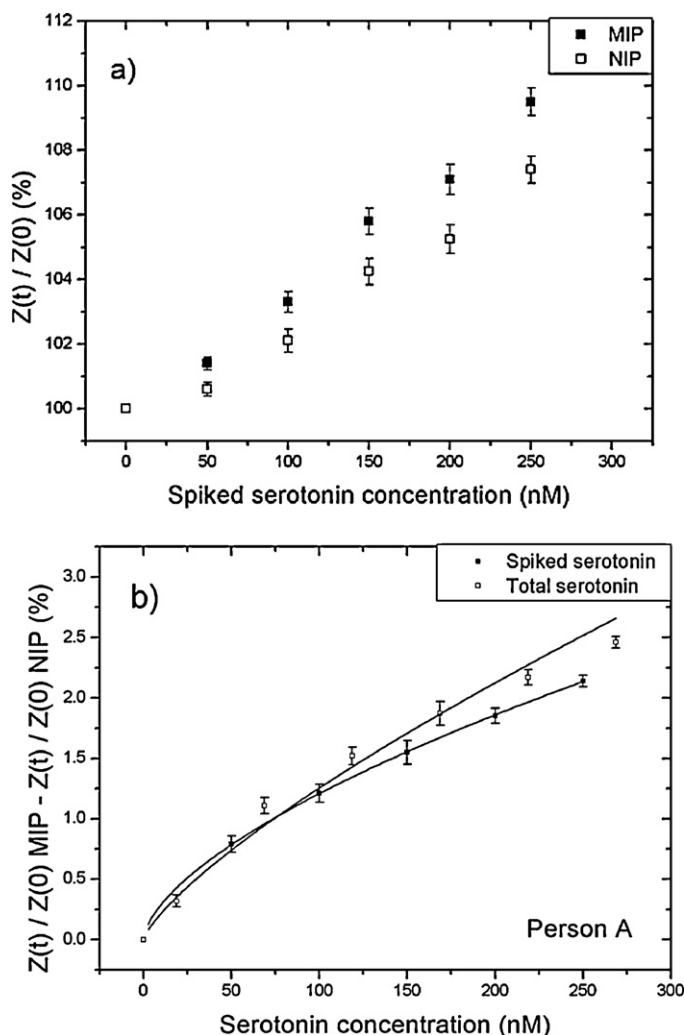 112
110
108
106
104
102
100
a)
MIP
NIP
Z(t) / Z(0) (%)
0 50 100 150 200 250 300
Spiked serotonin concentration (nM)
3.0
2.5
2.0
1.5
1.0
0.5
0.0
b)
Spiked serotonin
Total serotonin
Z(t) / Z(0) MIP - Z(t) / Z(0) NIP (%)
Person A
0 50 100 150 200 250 300
Serotonin concentration (nM)